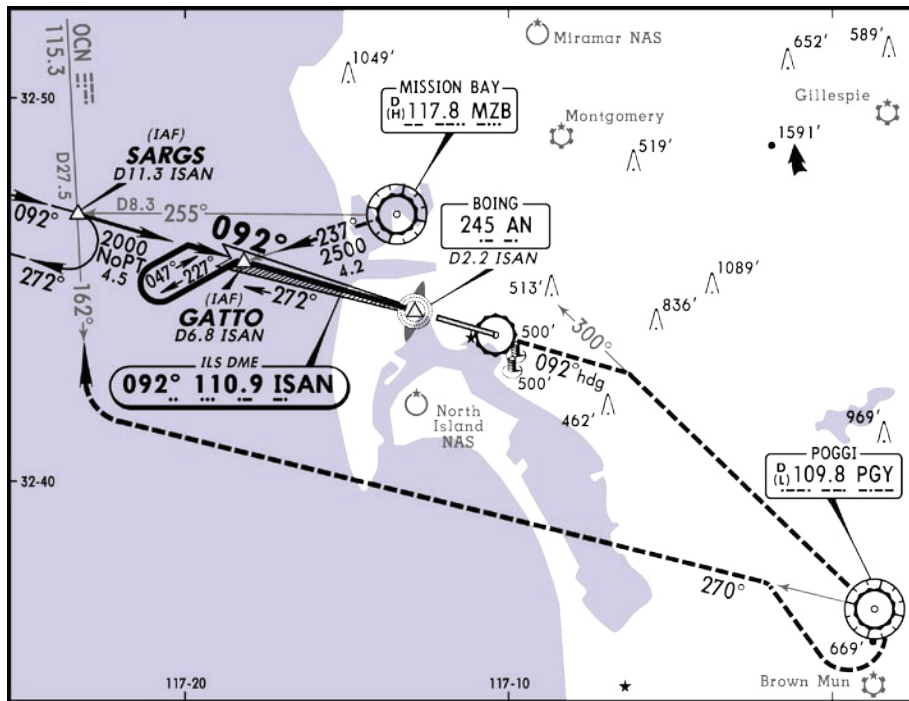 OCN
115.3
1049'
Miramar NAS
652'
589'
32-50
MISSION BAY
D
(H) 117.8 MZB
Gillespie
Montgomery
1591'
(IAF)
SARGS
D11.3 ISAN
519'
D27.5
BOING
245 AN
D2.2 ISAN
D8.3
255°
092°
092°
237°
2500
4.2
2000
NoPT
4.5
272°
047°
227°
272°
(IAF)
GATTO
D6.8 ISAN
513'
1089'
836'
162°
300°
500'
ILS DME
092° 110.9 ISAN
092° hdg
500'
462'
North
Island
NAS
969'
32-40
POGGI
D
(L) 109.8 PGY
270°
669'
117-20
117-10
Brown Mun